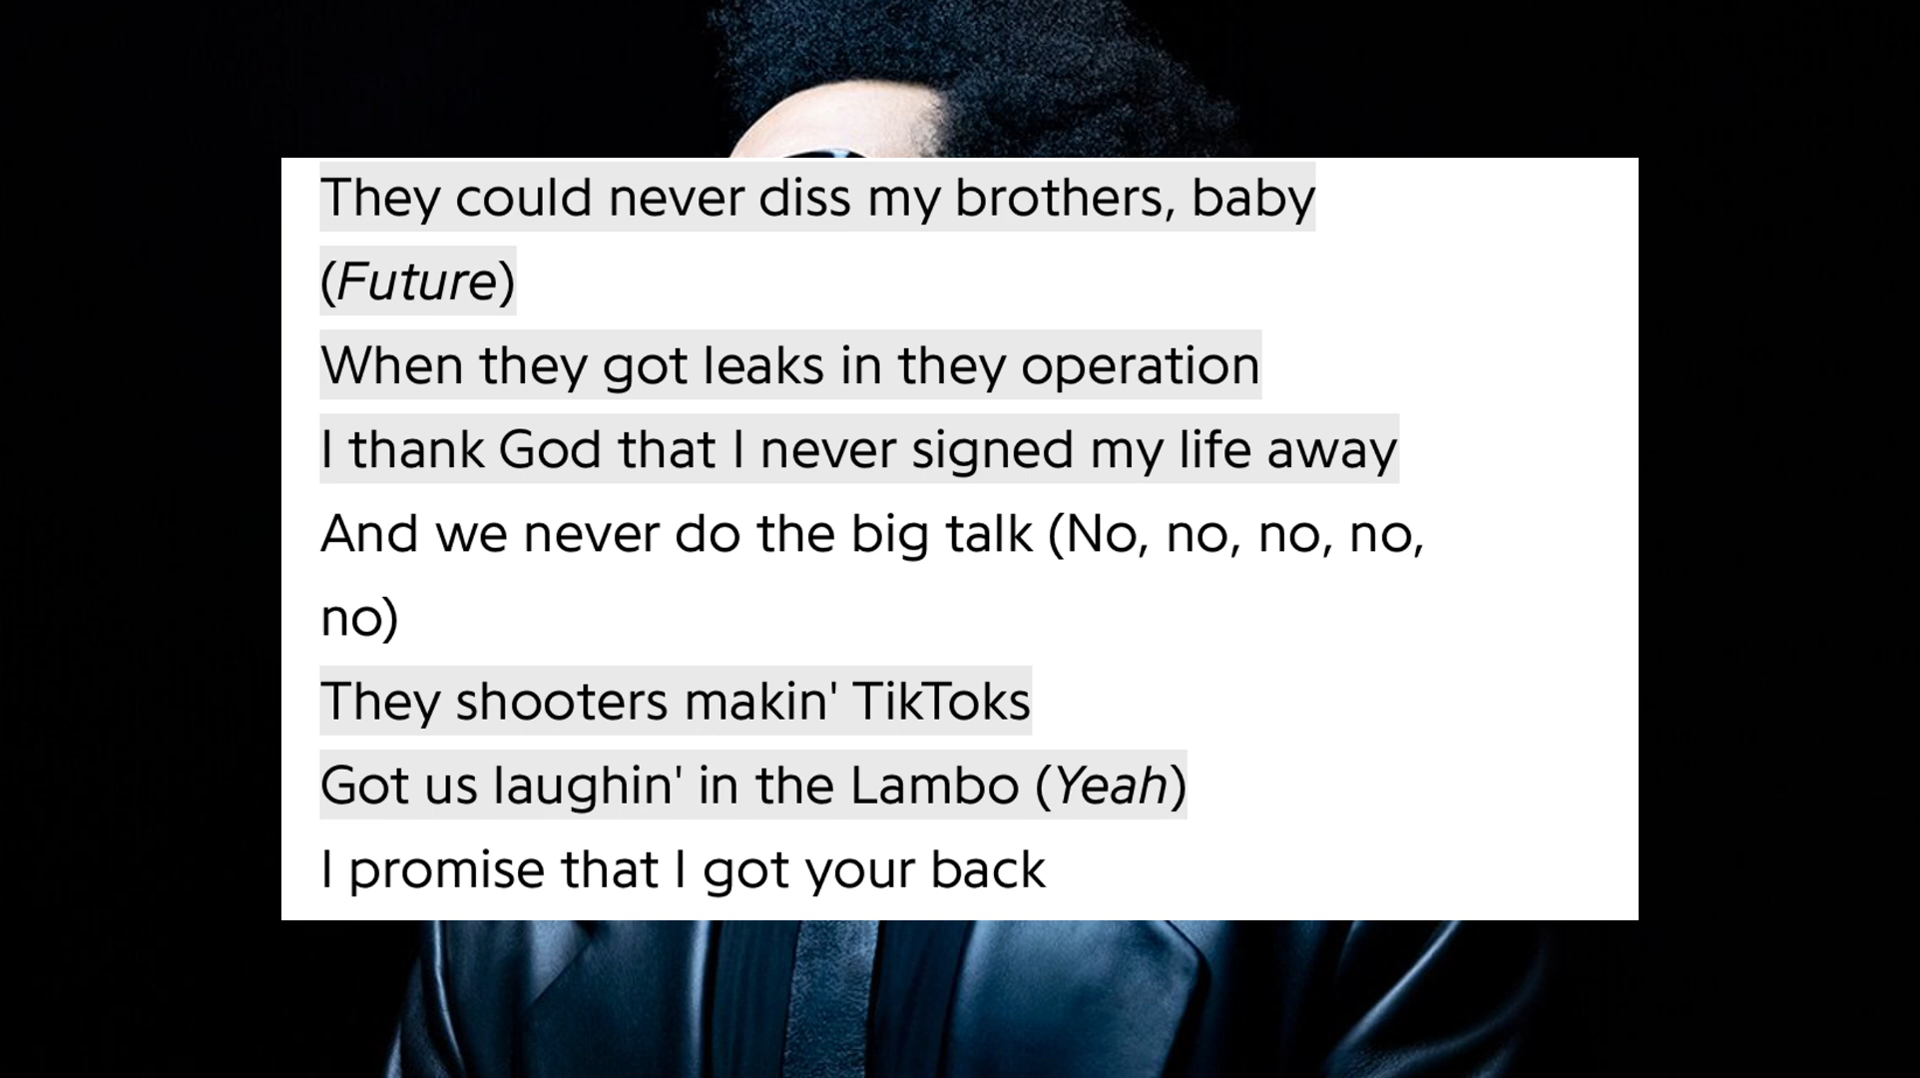 They could never diss my brothers, baby
(Future)
When they got leaks in they operation
I thank God that I never signed my life away
And we never do the big talk (No, no, no, no,
no)
They shooters makin' TikToks
Got us laughin' in the Lambo (Yeah)
I promise that I got your back